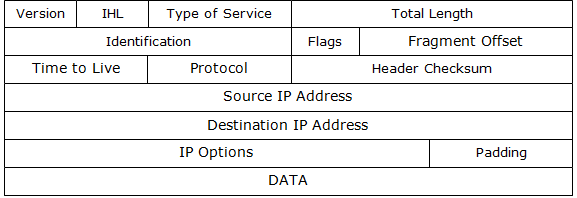 Version IHL Type of Service Total Length
Identification Flags Fragment Offset
Time to Live Protocol Header Checksum
Source IP Address
Destination IP Address
IP Options Padding
DATA